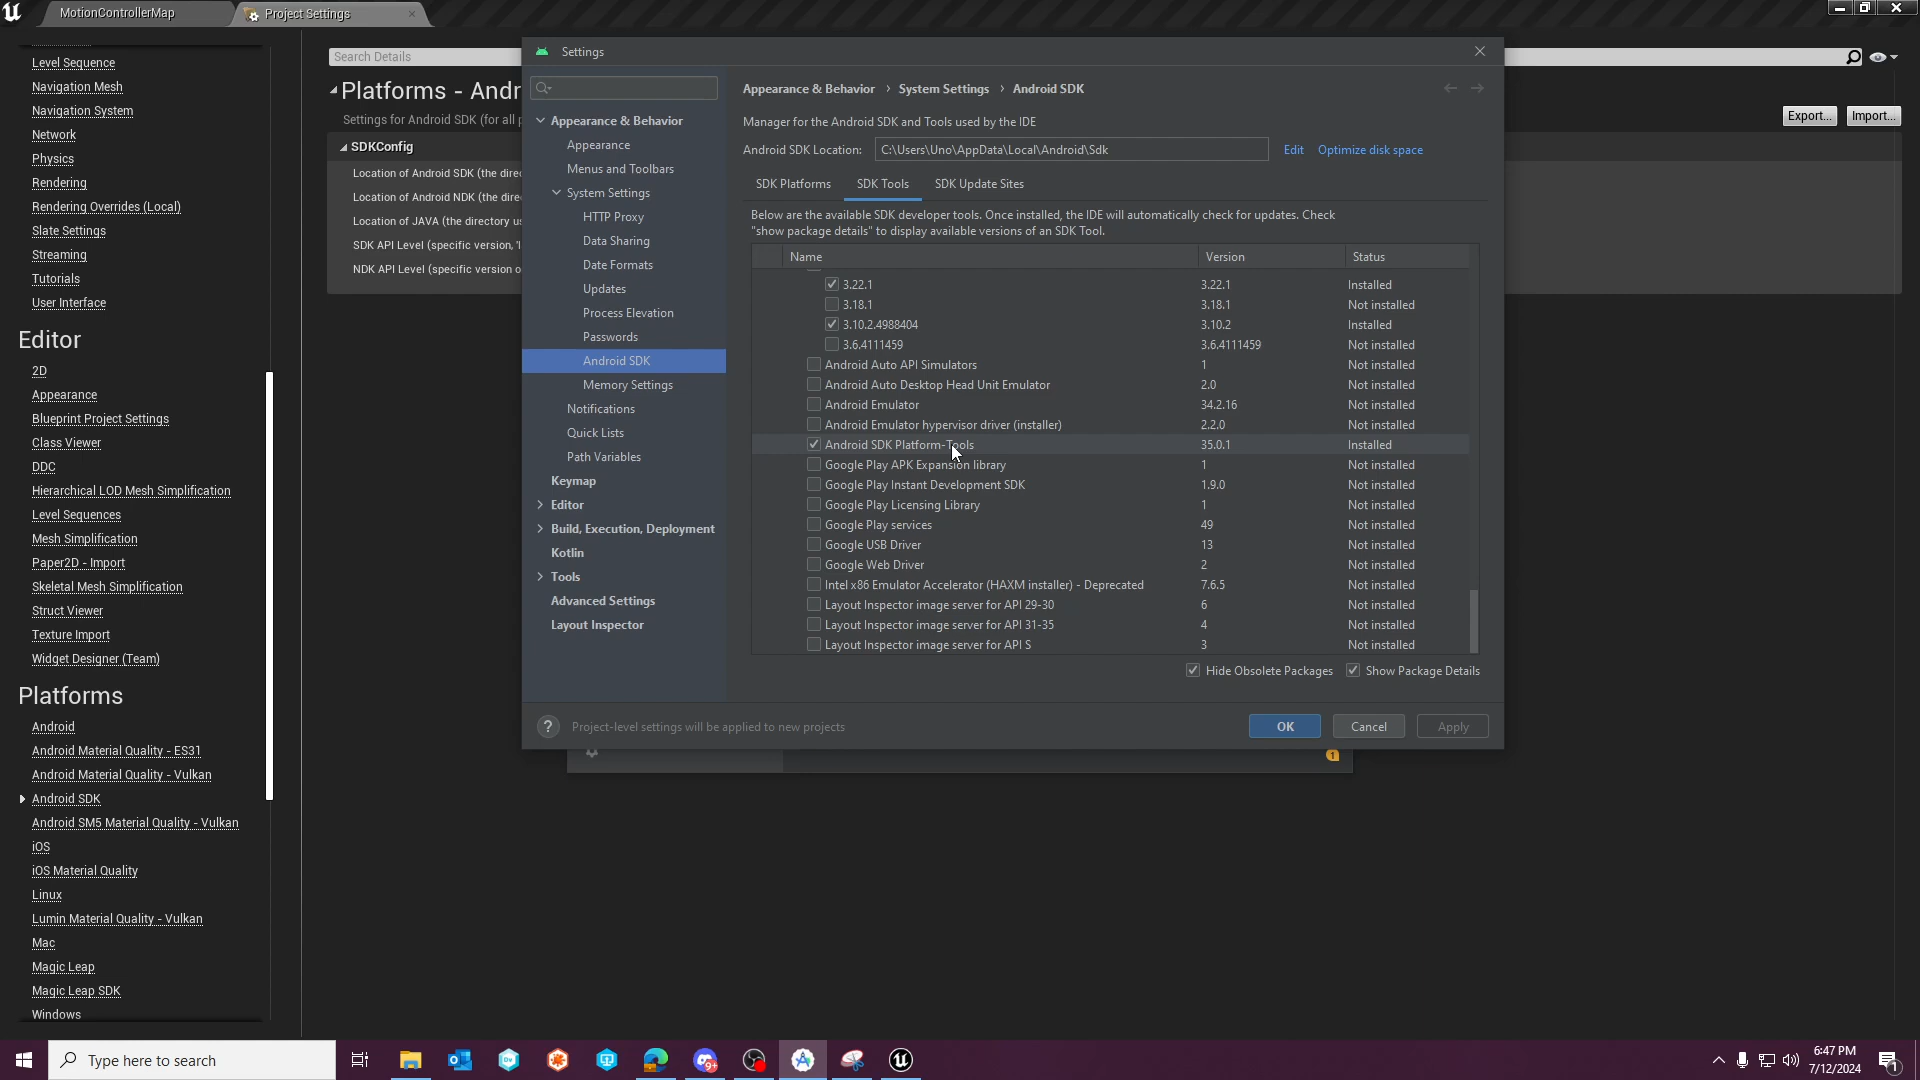 MotionControllerMap
Project Settings
Level Sequence
Navigation Mesh
Navigation System
Network
Physics
Rendering
Rendering Overrides (Local)
Slate Settings
Streaming
Tutorials
User Interface
Editor
2D
Appearance
Blueprint Project Settings
Class Viewer
DDC
Hierarchical LOD Mesh Simplification
Level Sequences
Mesh Simplification
Paper2D - Import
Skeletal Mesh Simplification
Struct Viewer
Texture Import
Widget Designer (Team)
Platforms
Android
Android Material Quality - ES31
Android Material Quality - Vulkan
Android SDK
Android SM5 Material Quality - Vulkan
iOS
iOS Material Quality
Linux
Lumin Material Quality - Vulkan
Mac
Magic Leap
Magic Leap SDK
Windows
Search Details
Platforms - Andr
Settings for Android SDK (for all p
Export...
Import...
SDKConfig
Location of Android SDK (the dire
Location of Android NDK (the dire
Location of JAVA (the directory us
SDK API Level (specific version, 'l
NDK API Level (specific version o
Settings
Appearance & Behavior
Appearance
Menus and Toolbars
System Settings
HTTP Proxy
Data Sharing
Date Formats
Updates
Process Elevation
Passwords
Android SDK
Memory Settings
Notifications
Quick Lists
Path Variables
Keymap
Editor
Build, Execution, Deployment
Kotlin
Tools
Advanced Settings
Layout Inspector
Appearance & Behavior › System Settings › Android SDK
Manager for the Android SDK and Tools used by the IDE
Android SDK Location: C:\Users\Uno\AppData\Local\Android\Sdk Edit Optimize disk space
SDK Platforms SDK Tools SDK Update Sites
Below are the available SDK developer tools. Once installed, the IDE will automatically check for updates. Check
"show package details" to display available versions of an SDK Tool.
Name Version Status
3.22.1 3.22.1 Installed
3.18.1 3.18.1 Not installed
3.10.2.4988404 3.10.2 Installed
3.6.4111459 3.6.4111459 Not installed
Android Auto API Simulators 1 Not installed
Android Auto Desktop Head Unit Emulator 2.0 Not installed
Android Emulator 34.2.16 Not installed
Android Emulator hypervisor driver (installer) 2.2.0 Not installed
Android SDK Platform-Tools 35.0.1 Installed
Google Play APK Expansion library 1 Not installed
Google Play Instant Development SDK 1.9.0 Not installed
Google Play Licensing Library 1 Not installed
Google Play services 49 Not installed
Google USB Driver 13 Not installed
Google Web Driver 2 Not installed
Intel x86 Emulator Accelerator (HAXM installer) - Deprecated 7.6.5 Not installed
Layout Inspector image server for API 29-30 6 Not installed
Layout Inspector image server for API 31-35 4 Not installed
Layout Inspector image server for API S 3 Not installed
Hide Obsolete Packages Show Package Details
? Project-level settings will be applied to new projects
OK Cancel Apply
1
Type here to search
De
9+
6:47 PM
7/12/2024
1